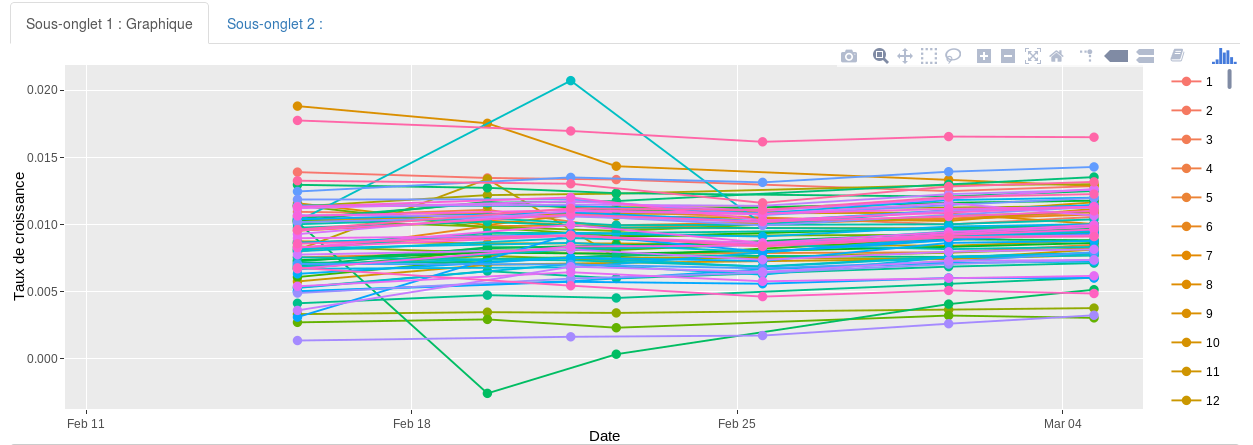 Sous-onglet 1 : Graphique
Sous-onglet 2 :
0.020
0.015
0.010
0.005
0.000
Taux de croissance
Feb 11
Feb 18
Feb 25
Mar 04
Date
1
2
3
4
5
6
7
8
9
10
11
12